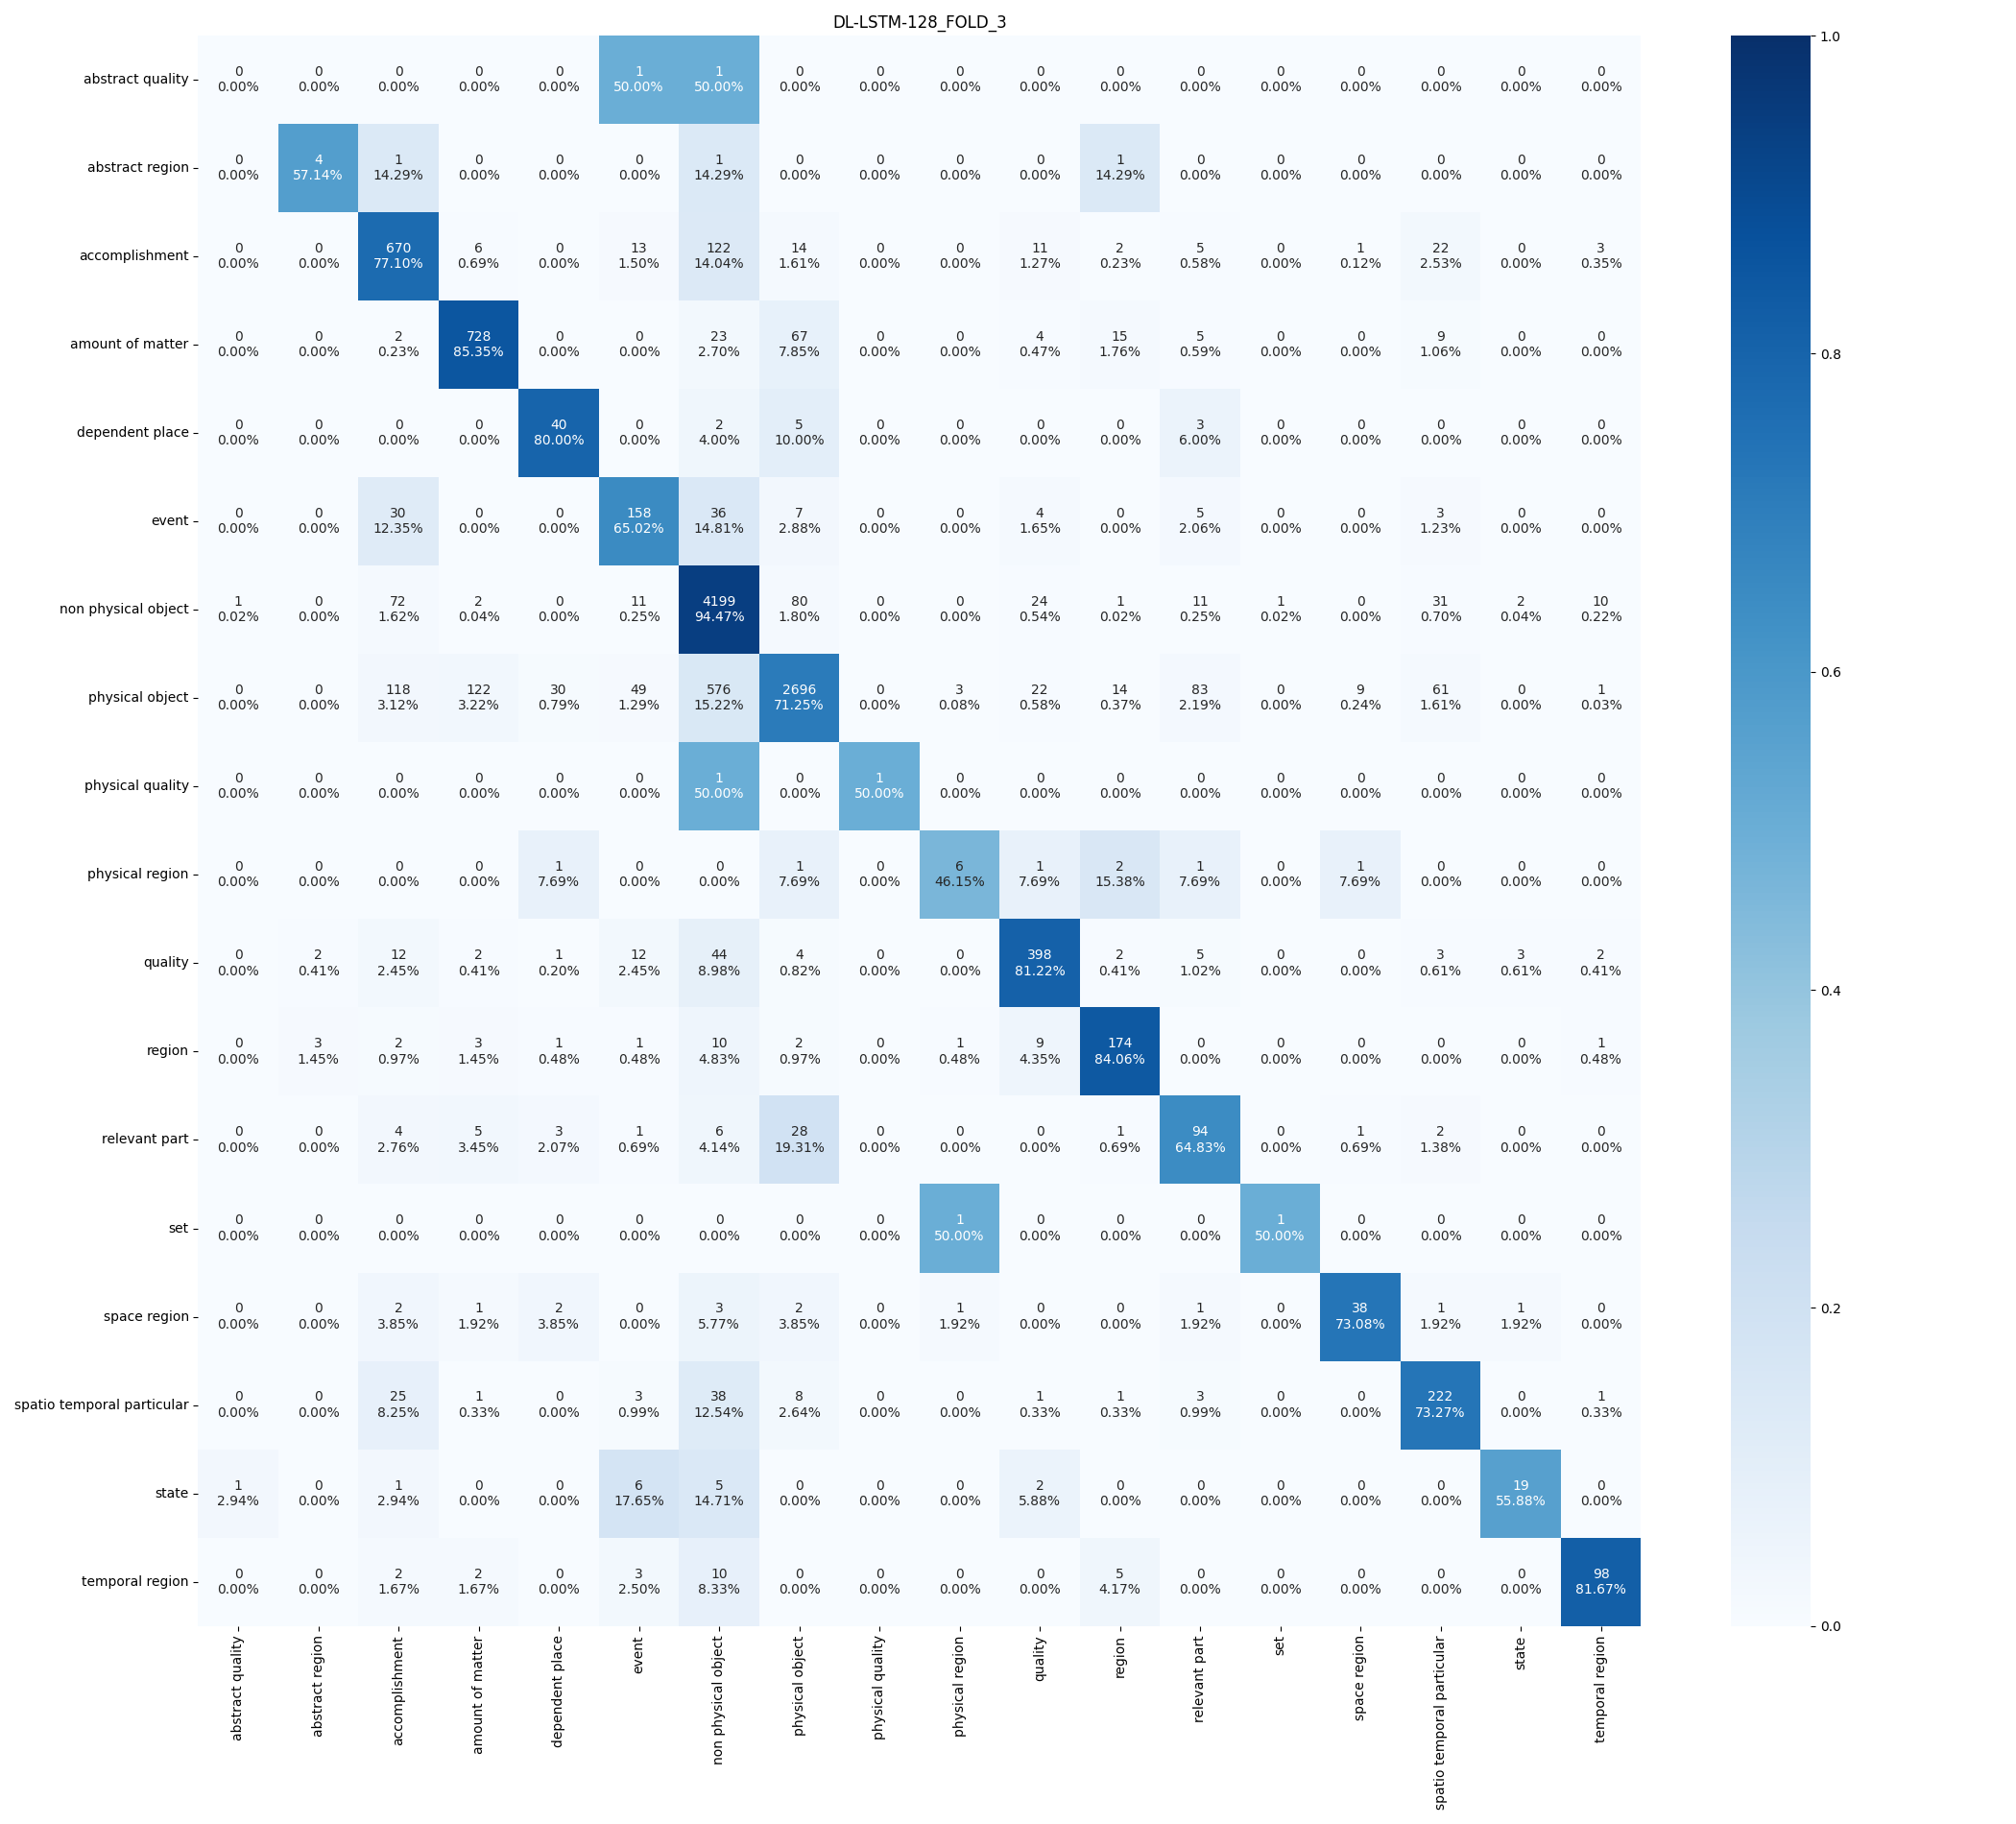 DL-LSTM-128_FOLD_3
abstract quality 0 0 0 0 0 1 1 0 0 0 0 0 0 0 0 0 0 0
0.00% 0.00% 0.00% 0.00% 0.00% 50.00% 50.00% 0.00% 0.00% 0.00% 0.00% 0.00% 0.00% 0.00% 0.00% 0.00% 0.00% 0.00%
abstract region 0 4 1 0 0 0 1 0 0 0 0 1 0 0 0 0 0 0
0.00% 57.14% 14.29% 0.00% 0.00% 0.00% 14.29% 0.00% 0.00% 0.00% 0.00% 14.29% 0.00% 0.00% 0.00% 0.00% 0.00% 0.00%
accomplishment 0 0 670 6 0 13 122 14 0 0 11 2 5 0 1 22 0 3
0.00% 0.00% 77.10% 0.69% 0.00% 1.50% 14.04% 1.61% 0.00% 0.00% 1.27% 0.23% 0.58% 0.00% 0.12% 2.53% 0.00% 0.35%
amount of matter 0 0 2 728 0 0 23 67 0 0 4 15 5 0 0 9 0 0
0.00% 0.00% 0.23% 85.35% 0.00% 0.00% 2.70% 7.85% 0.00% 0.00% 0.47% 1.76% 0.59% 0.00% 0.00% 1.06% 0.00% 0.00%
dependent place 0 0 0 0 40 0 2 5 0 0 0 0 3 0 0 0 0 0
0.00% 0.00% 0.00% 0.00% 80.00% 0.00% 4.00% 10.00% 0.00% 0.00% 0.00% 0.00% 6.00% 0.00% 0.00% 0.00% 0.00% 0.00%
event 0 0 30 0 0 158 36 7 0 0 4 0 5 0 0 3 0 0
0.00% 0.00% 12.35% 0.00% 0.00% 65.02% 14.81% 2.88% 0.00% 0.00% 1.65% 0.00% 2.06% 0.00% 0.00% 1.23% 0.00% 0.00%
non physical object 1 0 72 2 0 11 4199 80 0 0 24 1 11 1 0 31 2 10
0.02% 0.00% 1.62% 0.04% 0.00% 0.25% 94.47% 1.80% 0.00% 0.00% 0.54% 0.02% 0.25% 0.02% 0.00% 0.70% 0.04% 0.22%
physical object 0 0 118 122 30 49 576 2696 0 3 22 14 83 0 9 61 0 1
0.00% 0.00% 3.12% 3.22% 0.79% 1.29% 15.22% 71.25% 0.00% 0.08% 0.58% 0.37% 2.19% 0.00% 0.24% 1.61% 0.00% 0.03%
physical quality 0 0 0 0 0 0 1 0 1 0 0 0 0 0 0 0 0 0
0.00% 0.00% 0.00% 0.00% 0.00% 0.00% 50.00% 0.00% 50.00% 0.00% 0.00% 0.00% 0.00% 0.00% 0.00% 0.00% 0.00% 0.00%
physical region 0 0 0 0 1 0 0 1 0 6 1 2 1 0 1 0 0 0
0.00% 0.00% 0.00% 0.00% 7.69% 0.00% 0.00% 7.69% 0.00% 46.15% 7.69% 15.38% 7.69% 0.00% 7.69% 0.00% 0.00% 0.00%
quality 0 2 12 2 1 12 44 4 0 0 398 2 5 0 0 3 3 2
0.00% 0.41% 2.45% 0.41% 0.20% 2.45% 8.98% 0.82% 0.00% 0.00% 81.22% 0.41% 1.02% 0.00% 0.00% 0.61% 0.61% 0.41%
region 0 3 2 3 1 1 10 2 0 1 9 174 0 0 0 0 0 1
0.00% 1.45% 0.97% 1.45% 0.48% 0.48% 4.83% 0.97% 0.00% 0.48% 4.35% 84.06% 0.00% 0.00% 0.00% 0.00% 0.00% 0.48%
relevant part 0 0 4 5 3 1 6 28 0 0 0 1 94 0 1 2 0 0
0.00% 0.00% 2.76% 3.45% 2.07% 0.69% 4.14% 19.31% 0.00% 0.00% 0.00% 0.69% 64.83% 0.00% 0.69% 1.38% 0.00% 0.00%
set 0 0 0 0 0 0 0 0 0 1 0 0 0 1 0 0 0 0
0.00% 0.00% 0.00% 0.00% 0.00% 0.00% 0.00% 0.00% 0.00% 50.00% 0.00% 0.00% 0.00% 50.00% 0.00% 0.00% 0.00% 0.00%
space region 0 0 2 1 2 0 3 2 0 1 0 0 1 0 38 1 1 0
0.00% 0.00% 3.85% 1.92% 3.85% 0.00% 5.77% 3.85% 0.00% 1.92% 0.00% 0.00% 1.92% 0.00% 73.08% 1.92% 1.92% 0.00%
spatio temporal particular 0 0 25 1 0 3 38 8 0 0 1 1 3 0 0 222 0 1
0.00% 0.00% 8.25% 0.33% 0.00% 0.99% 12.54% 2.64% 0.00% 0.00% 0.33% 0.33% 0.99% 0.00% 0.00% 73.27% 0.00% 0.33%
state 1 0 1 0 0 6 5 0 0 0 2 0 0 0 0 0 19 0
2.94% 0.00% 2.94% 0.00% 0.00% 17.65% 14.71% 0.00% 0.00% 0.00% 5.88% 0.00% 0.00% 0.00% 0.00% 0.00% 55.88% 0.00%
temporal region 0 0 2 2 0 3 10 0 0 0 0 5 0 0 0 0 0 98
0.00% 0.00% 1.67% 1.67% 0.00% 2.50% 8.33% 0.00% 0.00% 0.00% 0.00% 4.17% 0.00% 0.00% 0.00% 0.00% 0.00% 81.67%
abstract quality
abstract region
accomplishment
amount of matter
dependent place
event
non physical object
physical object
physical quality
physical region
quality
region
relevant part
set
space region
spatio temporal particular
state
temporal region
1.0
0.8
0.6
0.4
0.2
0.0